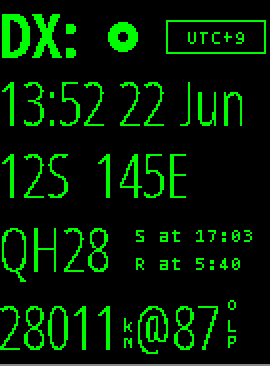 DX: UTC+9
13:52 22 Jun
12S 145E
QH28 S at 17:03
R at 5:40
28011 kM @87° LP